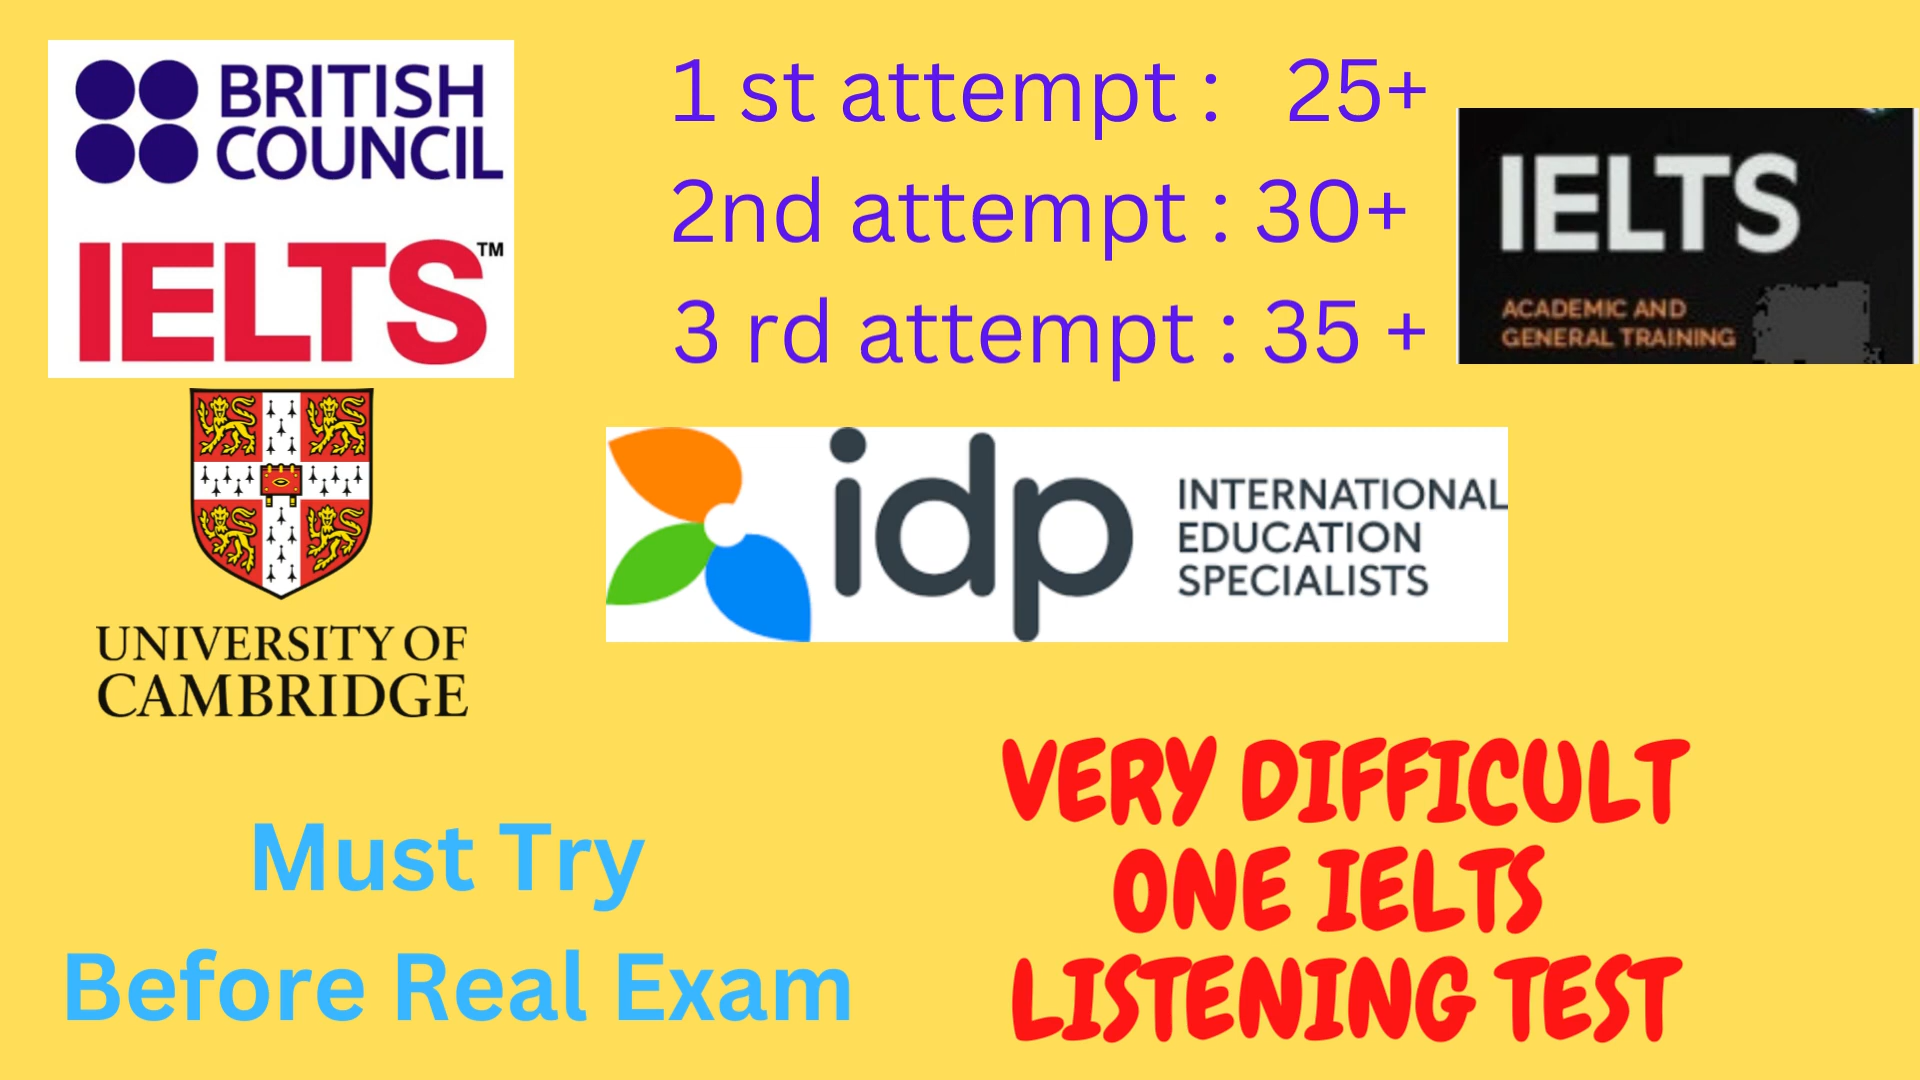 BRITISH
COUNCIL
IELTS™
1 st attempt : 25+
2nd attempt : 30+
3 rd attempt : 35 +
IELTS
ACADEMIC AND
GENERAL TRAINING
UNIVERSITY OF
CAMBRIDGE
idp
INTERNATIONAL
EDUCATION
SPECIALISTS
Must Try
Before Real Exam
VERY DIFFICULT
ONE IELTS
LISTENING TEST